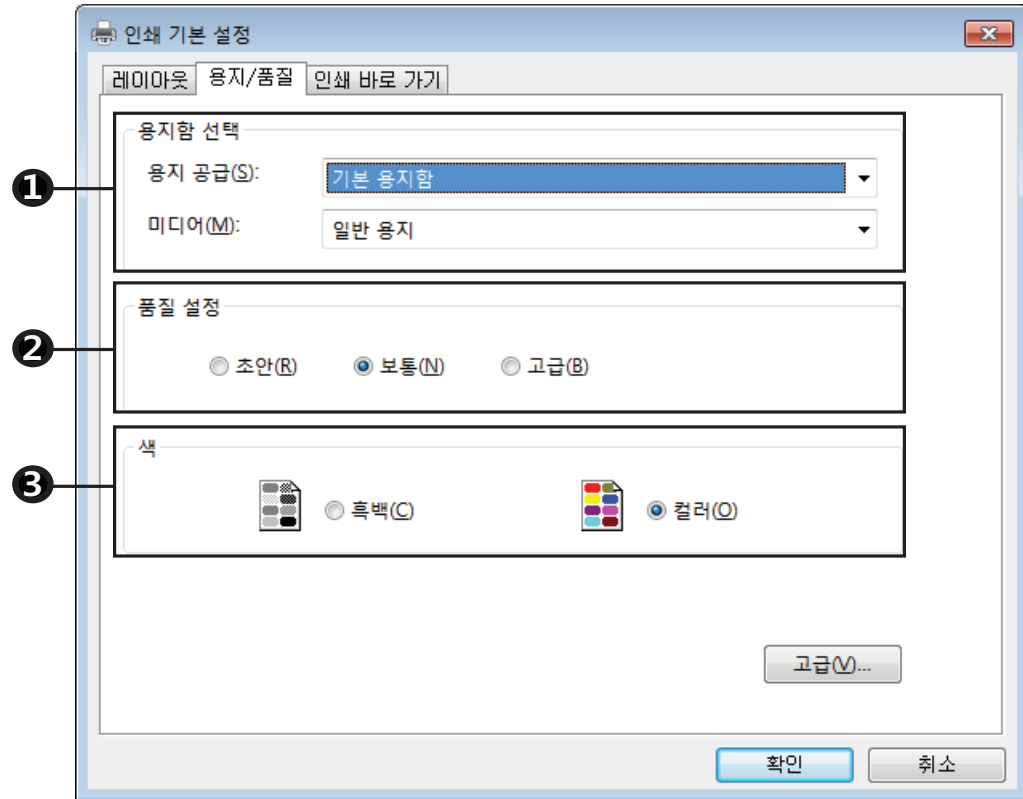 인쇄 기본 설정
레이아웃 용지/품질 인쇄 바로 가기
용지함 선택
❶
용지 공급(S): 기본 용지함
미디어(M): 일반 용지
품질 설정
❷
초안(R) 보통(N) 고급(B)
색
❸
흑백(C) 컬러(O)
고급(V)...
확인 취소